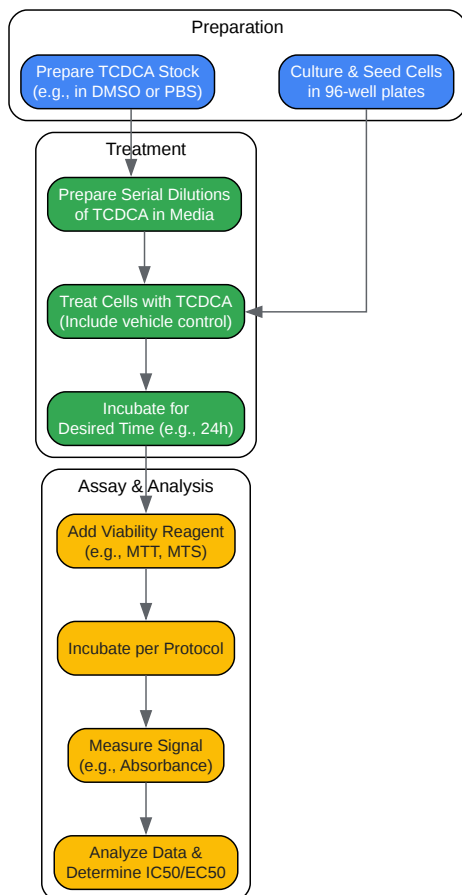 Preparation
Prepare TCDCA Stock
(e.g., in DMSO or PBS)
Culture & Seed Cells
in 96-well plates
Treatment
Prepare Serial Dilutions
of TCDCA in Media
Treat Cells with TCDCA
(Include vehicle control)
Incubate for
Desired Time (e.g., 24h)
Assay & Analysis
Add Viability Reagent
(e.g., MTT, MTS)
Incubate per Protocol
Measure Signal
(e.g., Absorbance)
Analyze Data &
Determine IC50/EC50